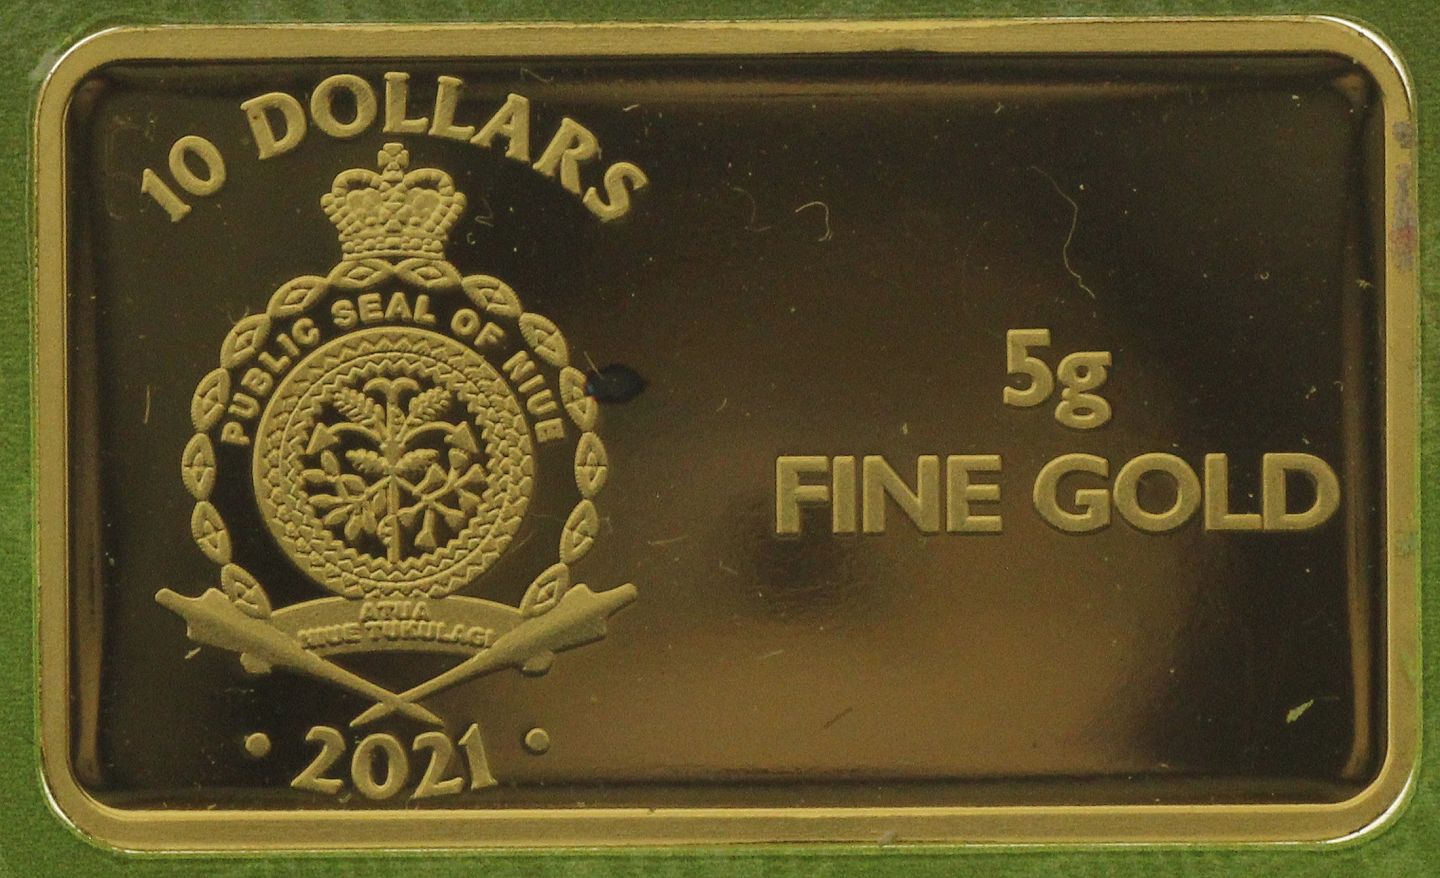 10 DOLLARS
PUBLIC SEAL OF NIUE
ATUA
NIUE TUKULAGI
• 2021 •
5g
FINE GOLD